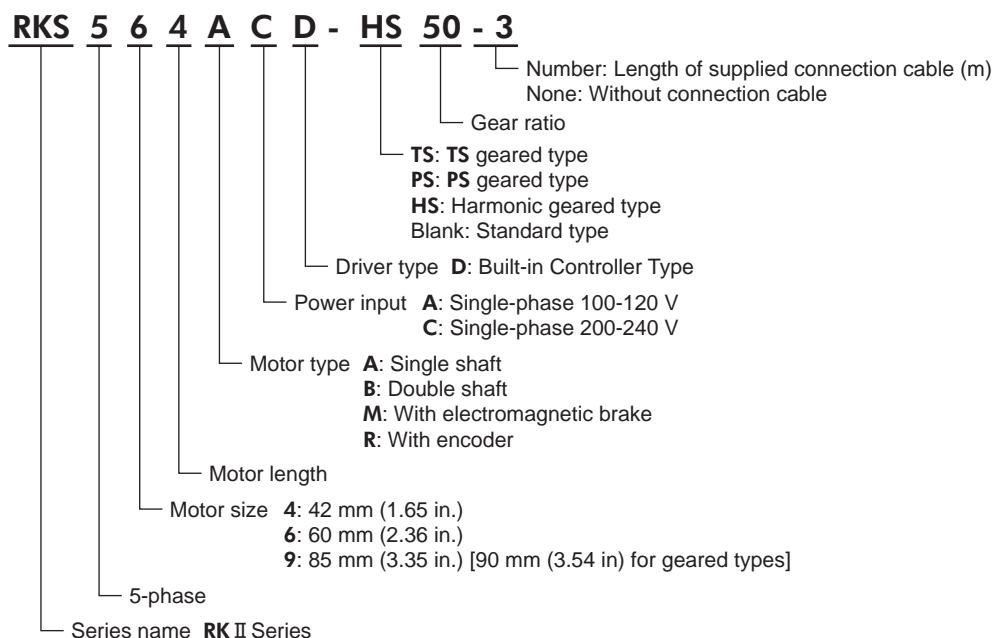 RKS 5 6 4 A C D - HS 50 - 3
Number: Length of supplied connection cable (m)
None: Without connection cable
Gear ratio
TS: TS geared type
PS: PS geared type
HS: Harmonic geared type
Blank: Standard type
Driver type D: Built-in Controller Type
Power input A: Single-phase 100-120 V
C: Single-phase 200-240 V
Motor type A: Single shaft
B: Double shaft
M: With electromagnetic brake
R: With encoder
Motor length
Motor size 4: 42 mm (1.65 in.)
6: 60 mm (2.36 in.)
9: 85 mm (3.35 in.) [90 mm (3.54 in) for geared types]
5-phase
Series name RKⅡ Series